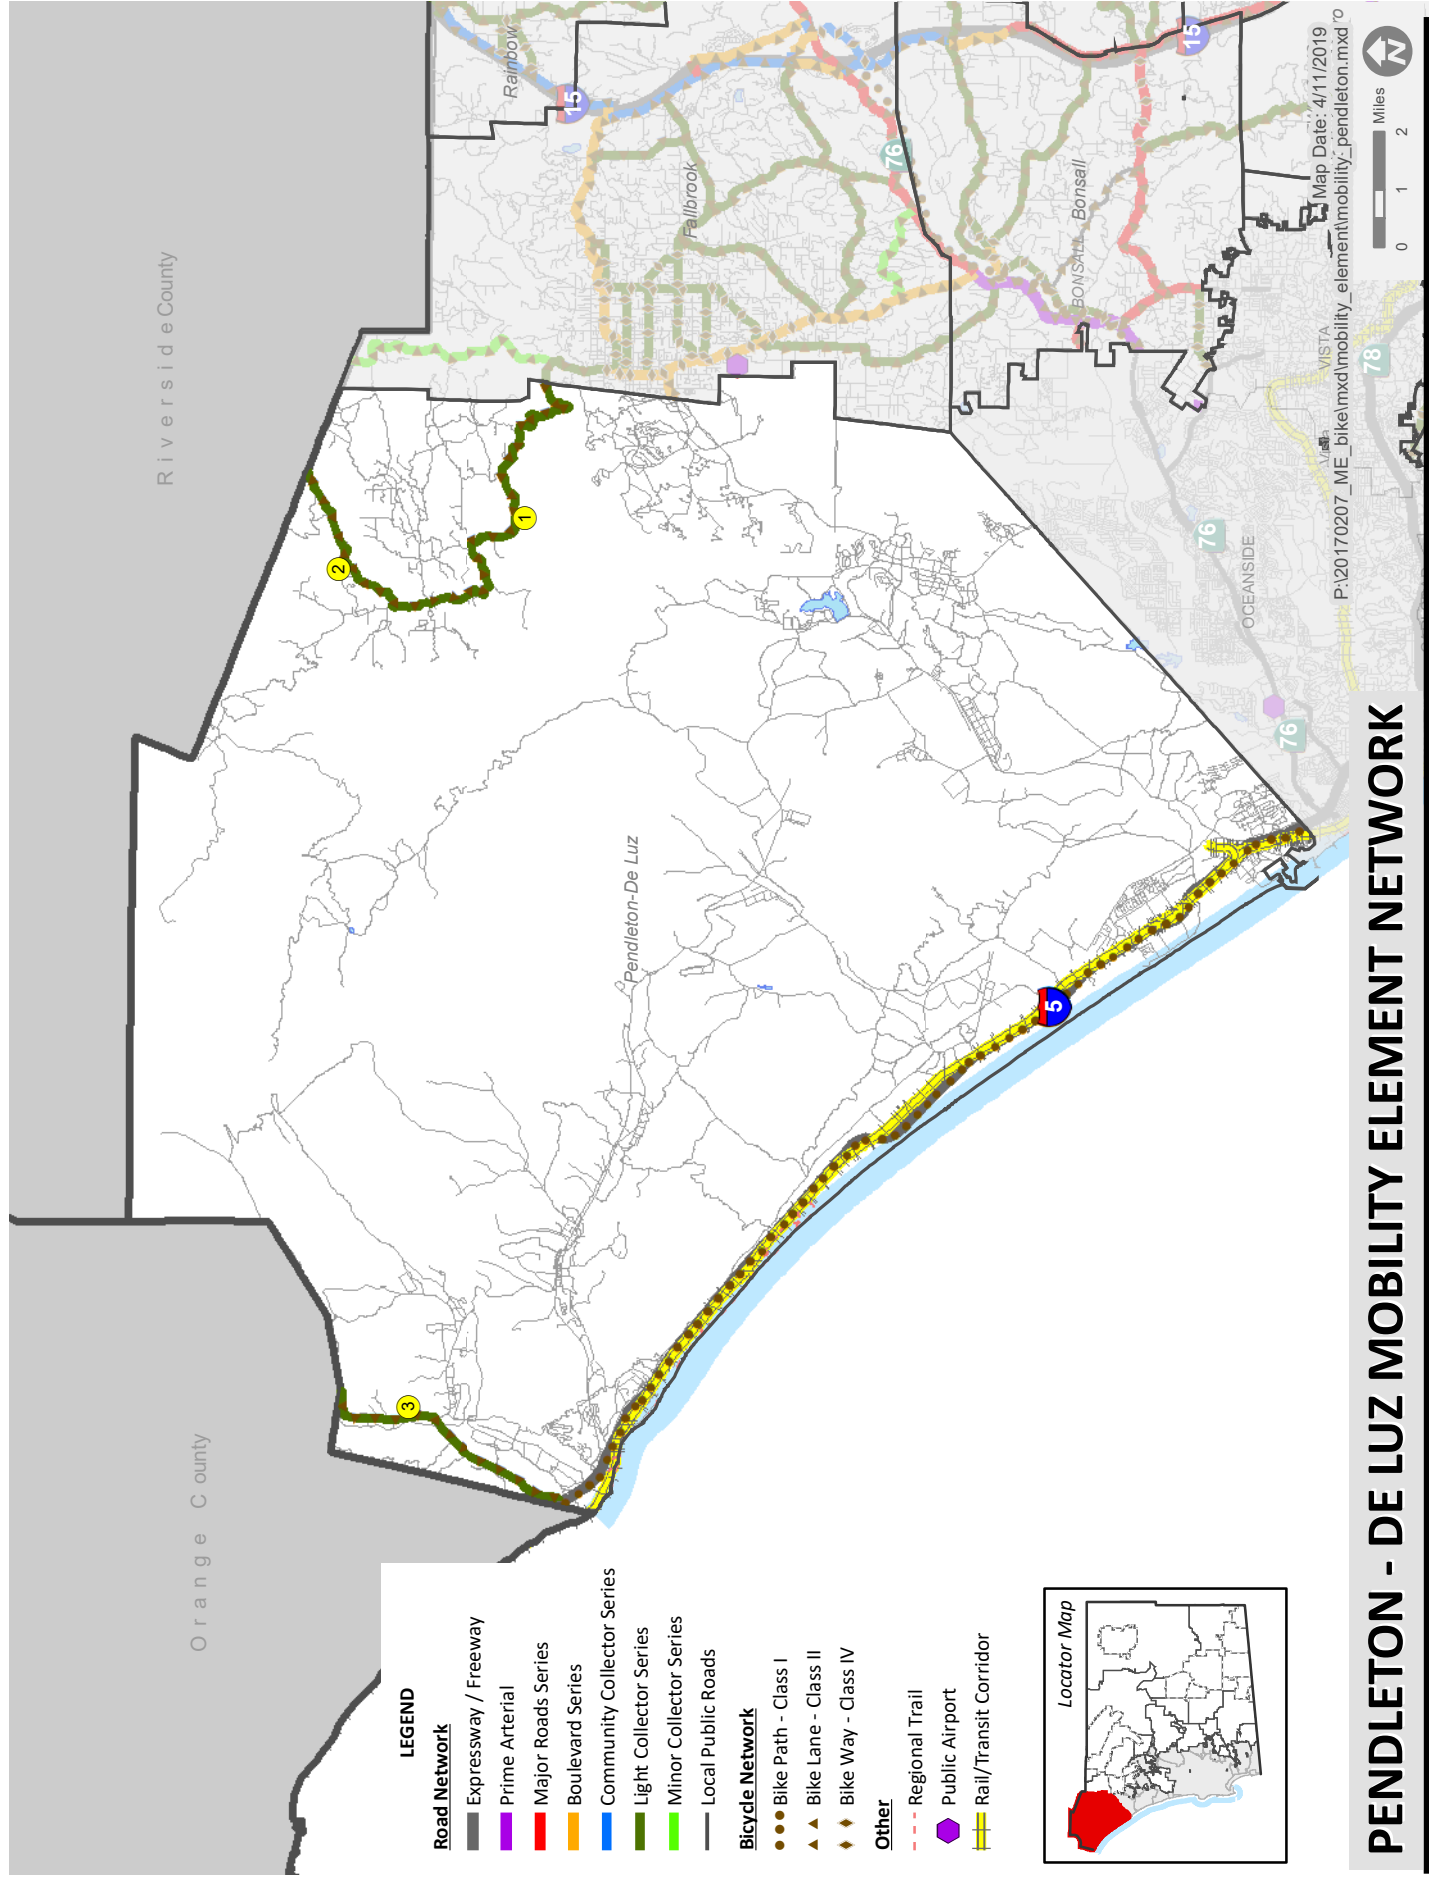 Riverside County
Orange County
Rainbow
15
Fallbrook
76
BONSALL
Bonsall
15
Map Date: 4/11/2019
P:\20170207_ME_bike\mxd\mobility_element\mobility_pendleton.mxd
N
Miles
0 1 2
VISTA
Vista
78
76
OCEANSIDE
76
1
2
3
Pendleton-De Luz
5
LEGEND
Road Network
Expressway / Freeway
Prime Arterial
Major Roads Series
Boulevard Series
Community Collector Series
Light Collector Series
Minor Collector Series
Local Public Roads
Bicycle Network
Bike Path - Class I
Bike Lane - Class II
Bike Way - Class IV
Other
Regional Trail
Public Airport
Rail/Transit Corridor
Locator Map
PENDLETON - DE LUZ MOBILITY ELEMENT NETWORK